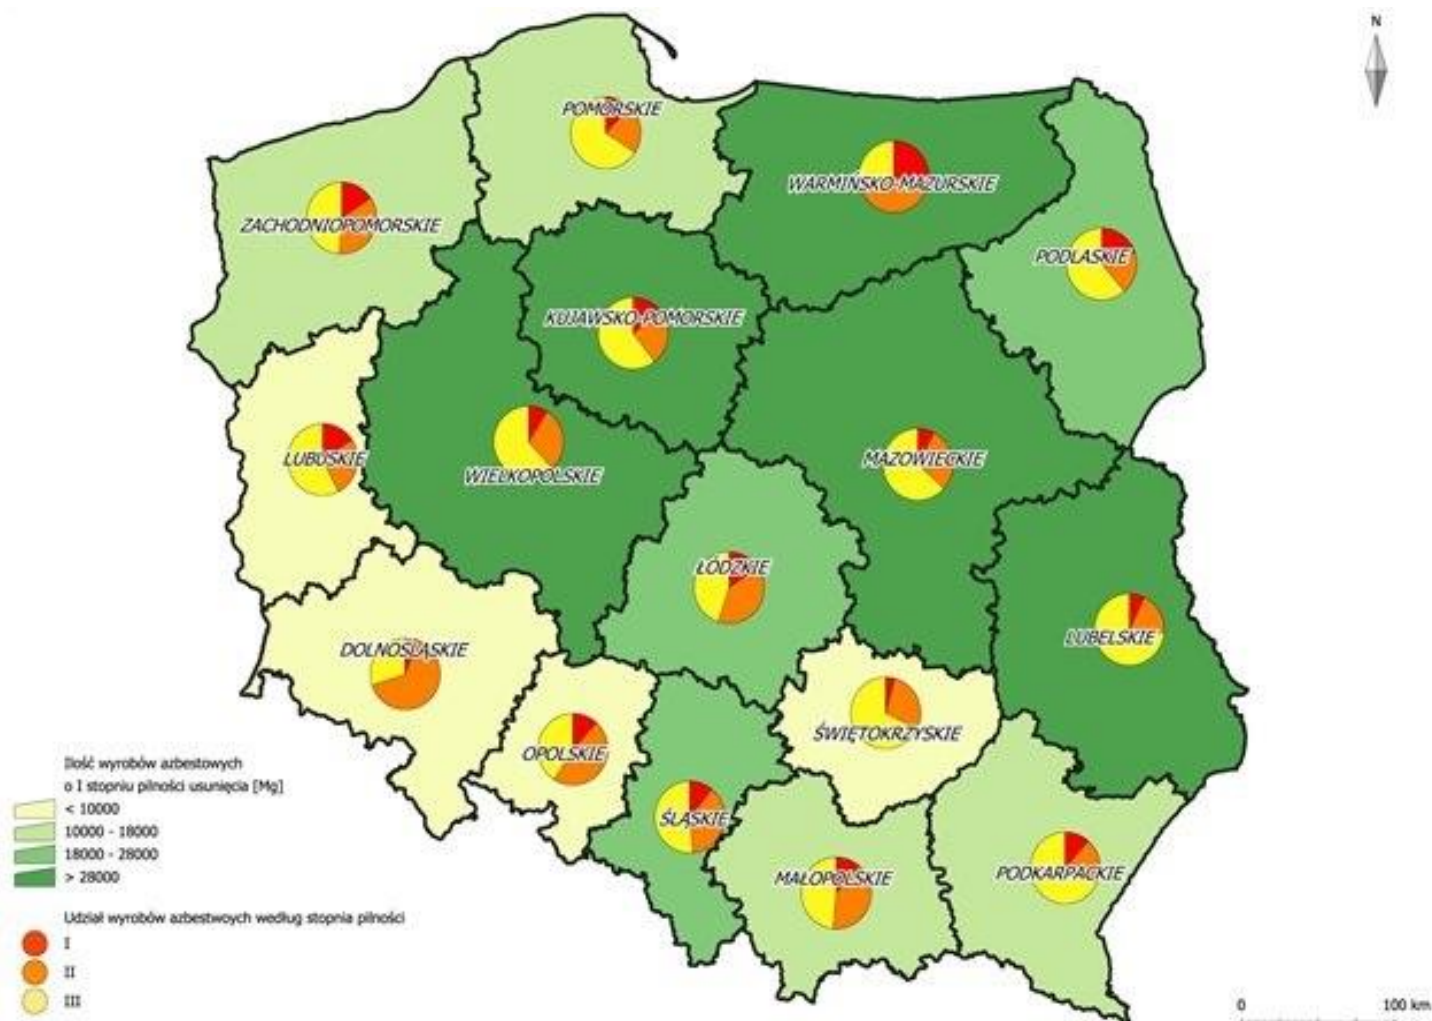 N
POMORSKIE
WARMIŃSKO-MAZURSKIE
ZACHODNIOPOMORSKIE
PODLASKIE
KUJAWSKO-POMORSKIE
LUBUSKIE
WIELKOPOLSKIE
MAZOWIECKIE
ŁÓDZKIE
LUBELSKIE
DOLNOŚLĄSKIE
OPOLSKIE
ŚWIĘTOKRZYSKIE
ŚLĄSKIE
MAŁOPOLSKIE
PODKARPACKIE
Ilość wyrobów azbestowych
o I stopniu pilności usunięcia [Mg]
< 10000
10000 - 18000
18000 - 28000
> 28000
Udział wyrobów azbestwoych według stopnia pilności
I
II
III
0 100 km